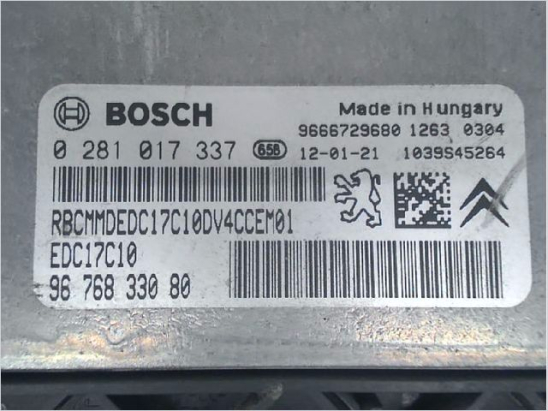 BOSCH
Made in Hungary
9666729680 1263 0304
0 281 017 337 658 12-01-21 1039S45264
RBCMMDEDC17C10DV4CCEM01
EDC17C10
96 768 330 80